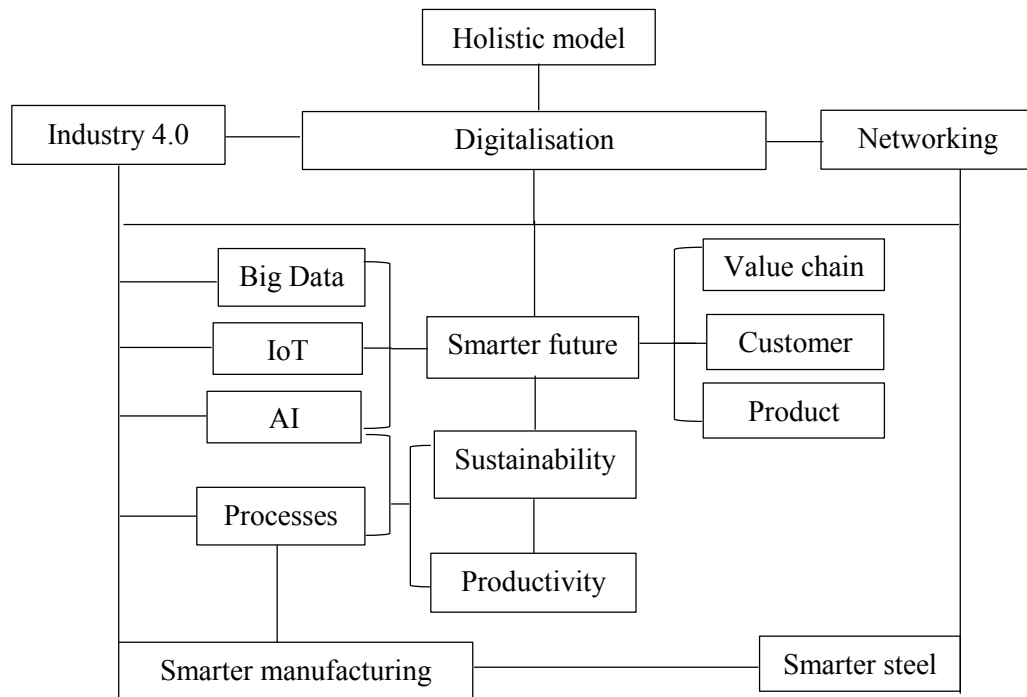 Holistic model
Industry 4.0
Digitalisation
Networking
Big Data
Value chain
IoT
Smarter future
Customer
AI
Product
Sustainability
Processes
Productivity
Smarter manufacturing
Smarter steel